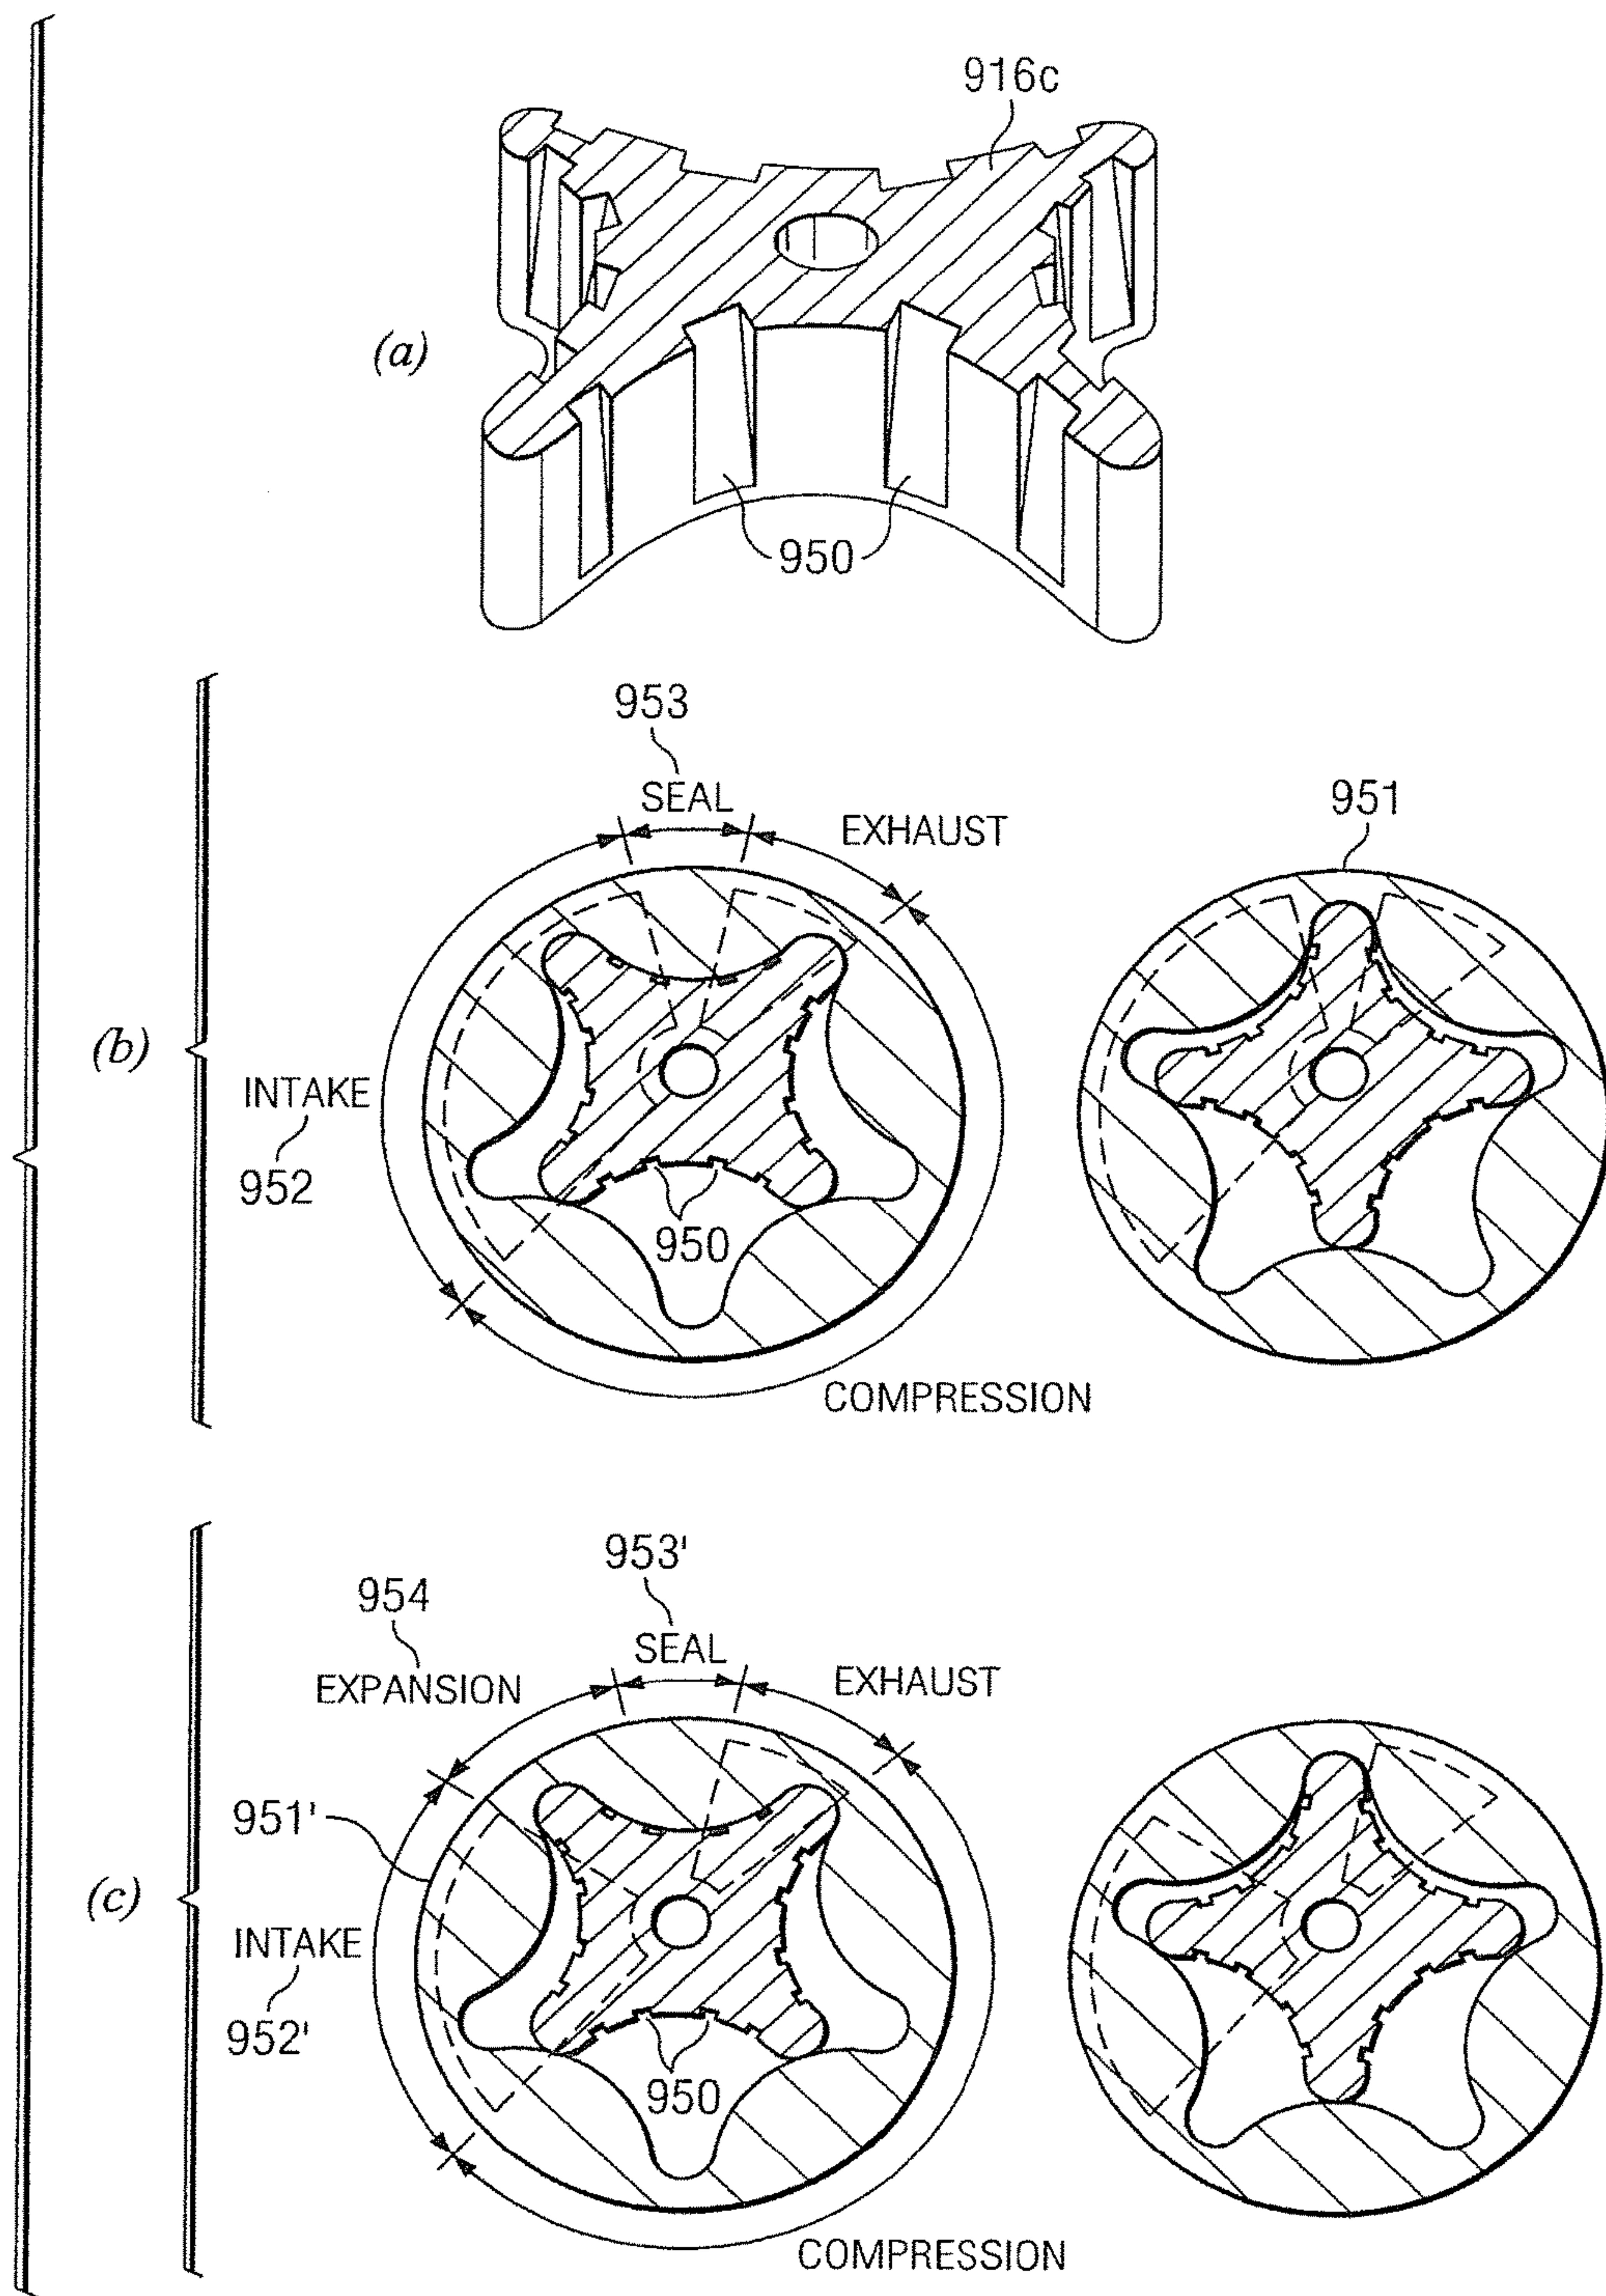 916c
(a)
950
953
SEAL
EXHAUST
951
(b)
INTAKE
952
950
COMPRESSION
953'
954
SEAL
EXPANSION
EXHAUST
951'
(c)
INTAKE
952'
950
COMPRESSION